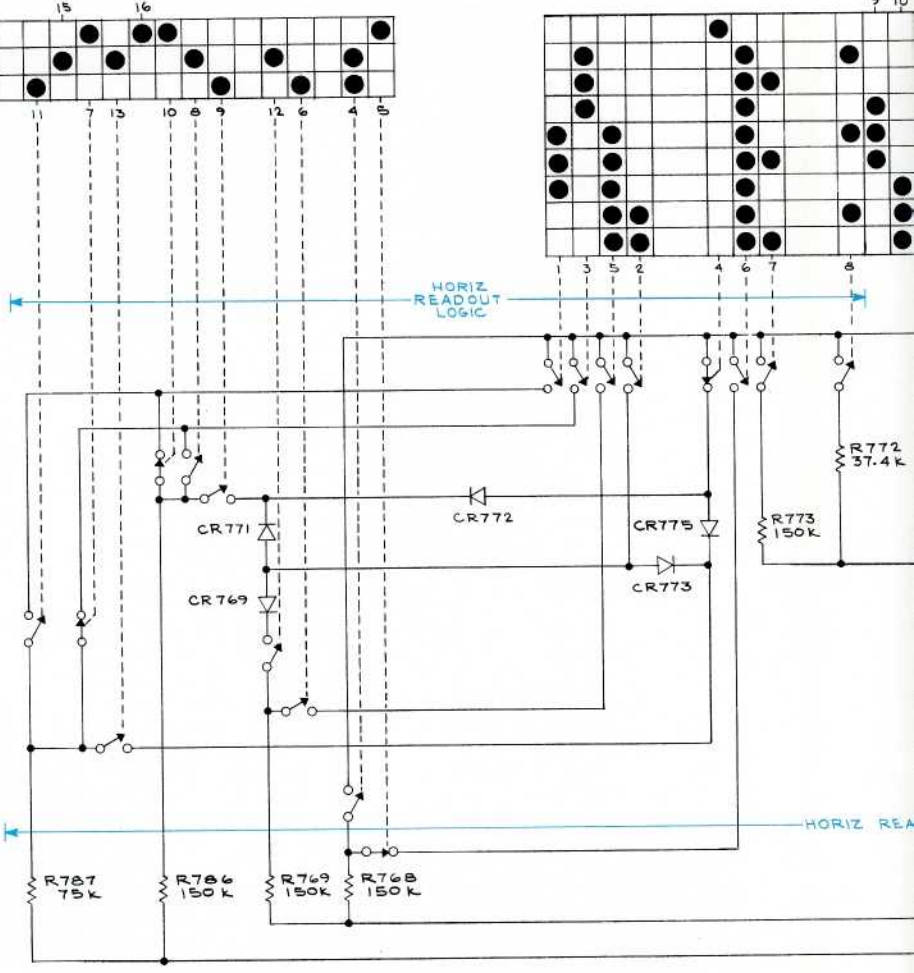 15 16
9 10
11 7 13 10 8 9 12 6 4 5
1 3 5 2 4 6 7 8
HORIZ
READOUT
LOGIC
R772
37.4K
CR772
CR771
CR775
R773
150K
CR773
CR769
HORIZ REA
R787
75K
R786
150K
R769
150K
R768
150K